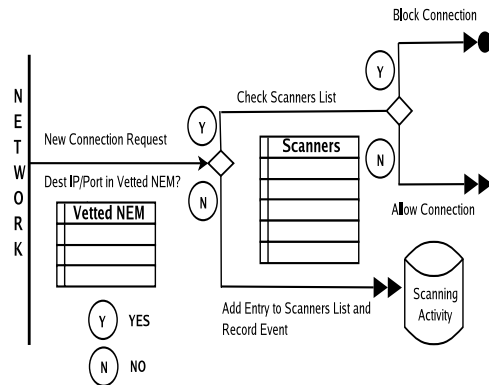 Block Connection
Y
Check Scanners List
NETWORK
New Connection Request
Y
Scanners
N
Dest IP/Port in Vetted NEM?
N
Vetted NEM
Allow Connection
Add Entry to Scanners List and
Record Event
Scanning
Activity
Y YES
N NO